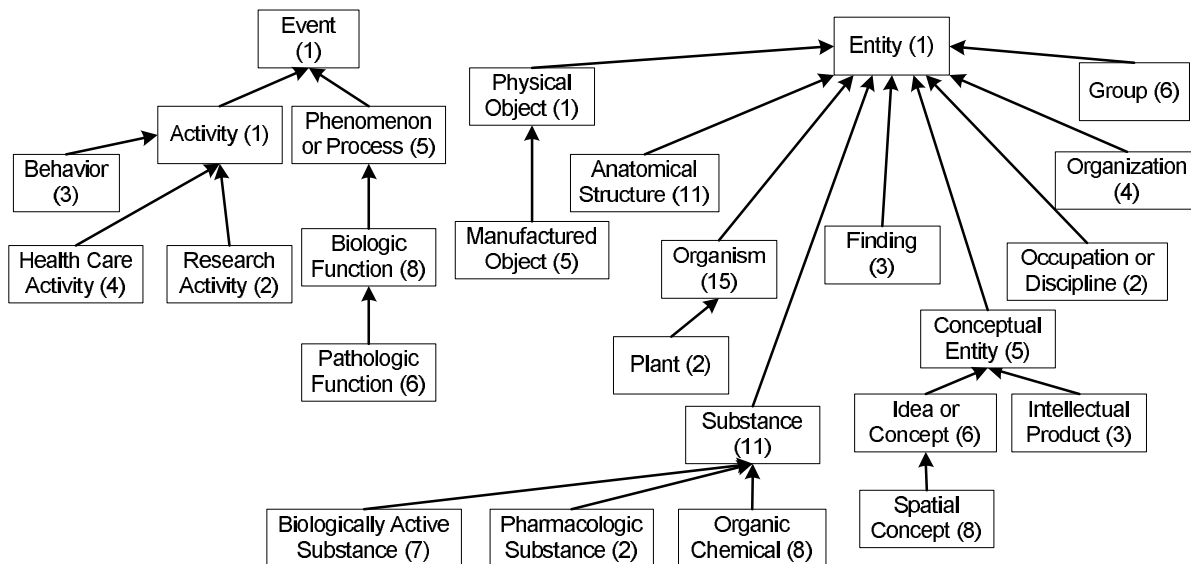 Event
(1)
Entity (1)
Physical
Object (1)
Group (6)
Activity (1)
Phenomenon
or Process (5)
Behavior
(3)
Anatomical
Structure (11)
Organization
(4)
Health Care
Activity (4)
Research
Activity (2)
Biologic
Function (8)
Manufactured
Object (5)
Organism
(15)
Finding
(3)
Occupation or
Discipline (2)
Pathologic
Function (6)
Plant (2)
Conceptual
Entity (5)
Substance
(11)
Idea or
Concept (6)
Intellectual
Product (3)
Biologically Active
Substance (7)
Pharmacologic
Substance (2)
Organic
Chemical (8)
Spatial
Concept (8)